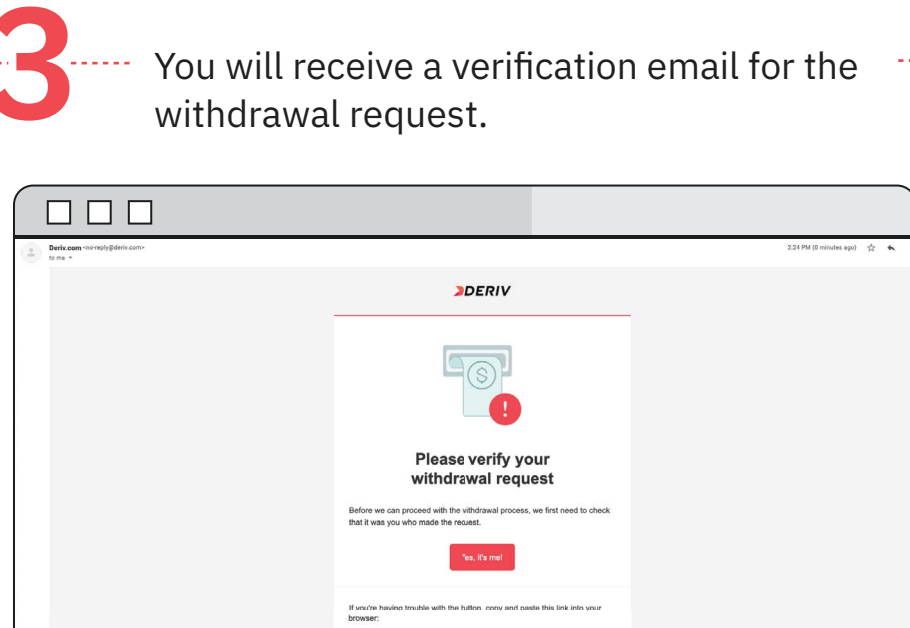 3
You will receive a verification email for the
withdrawal request.
Deriv.com <no-reply@deriv.com>
to me
2:24 PM (0 minutes ago)
DERIV
$
!
Please verify your
withdrawal request
Before we can proceed with the vithdrawal process, we first need to check
that it was you who made the recuest.
"es, it's me!
If you're having trouble with the button, copy and paste this link into your
browser: